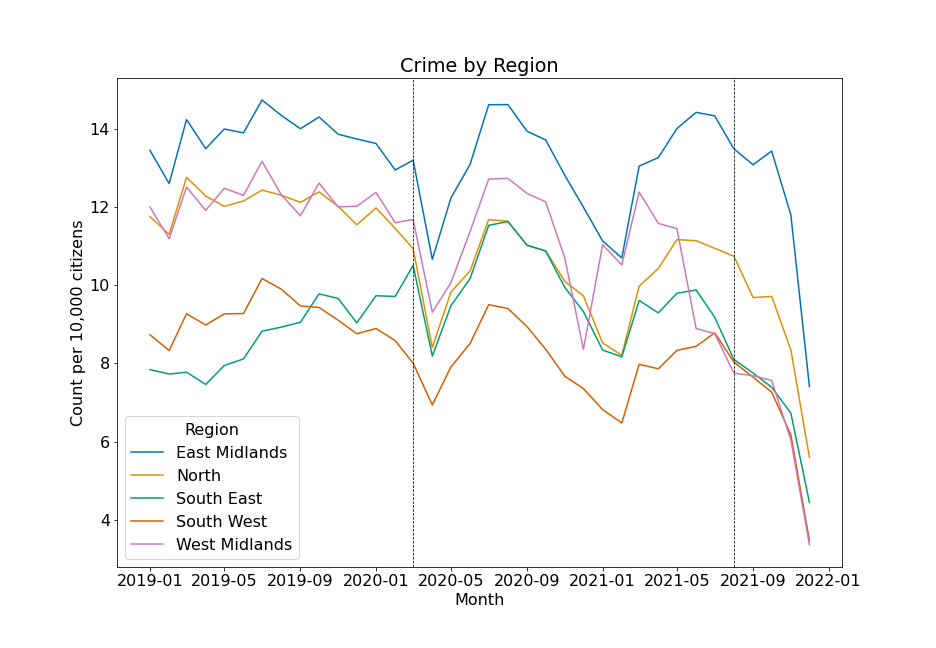 Crime by Region
Count per 10,000 citizens
14
12
10
8
6
4
Region
East Midlands
North
South East
South West
West Midlands
2019-01 2019-05 2019-09 2020-01 2020-05 2020-09 2021-01 2021-05 2021-09 2022-01
Month